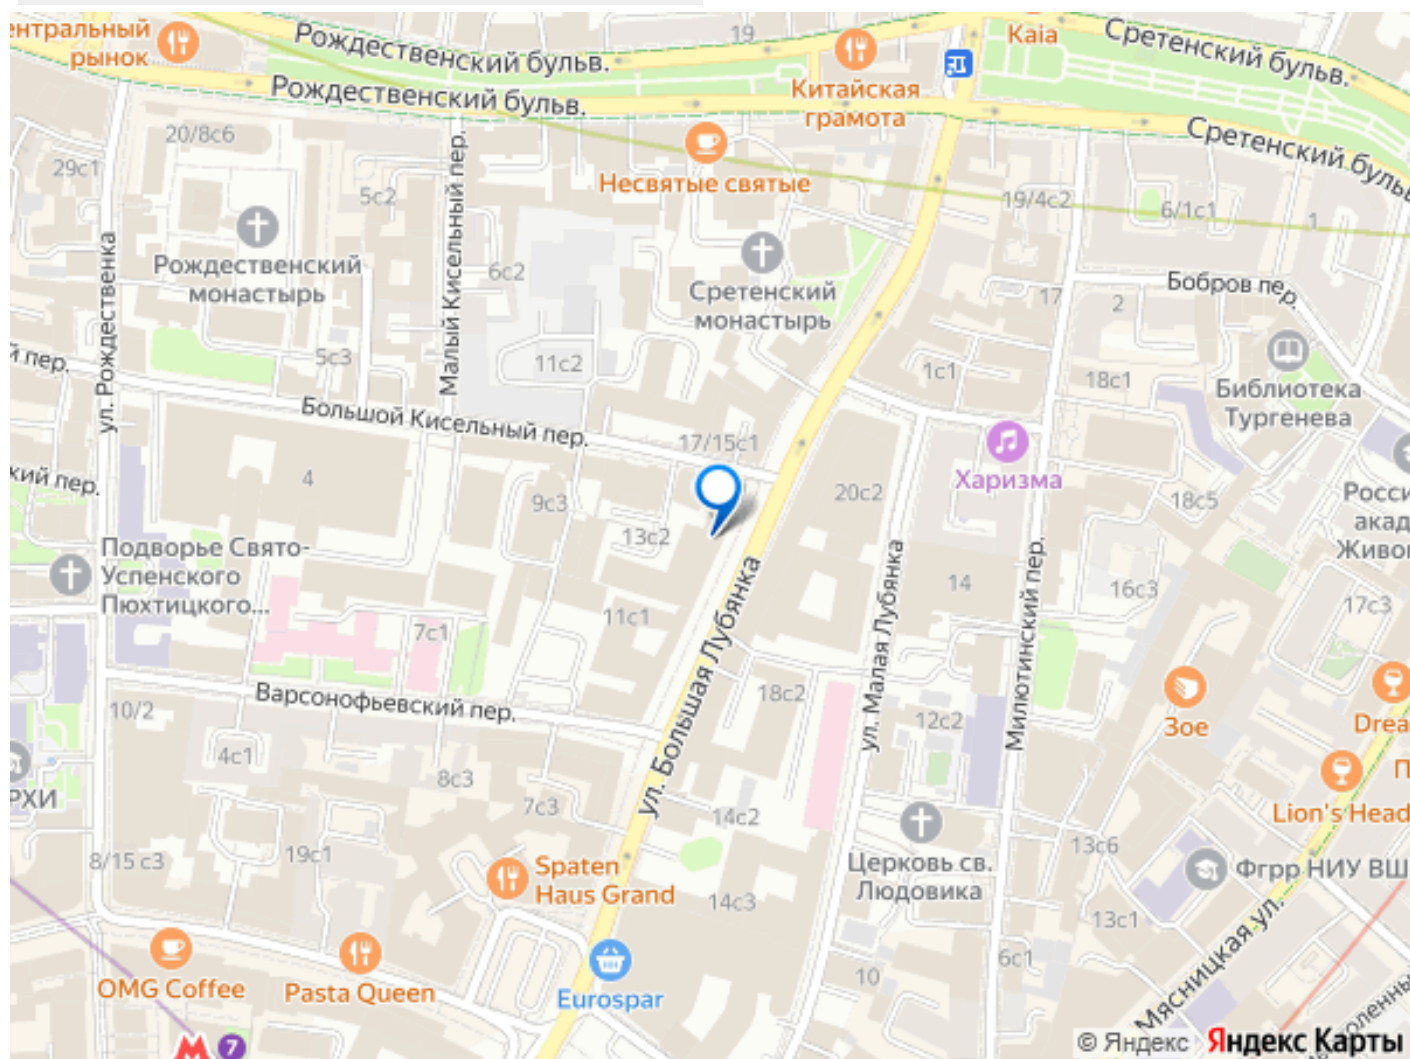 ентральный
рынок
Рождественский бульв.
19
Kaia
Сретенский бульв.
Рождественский бульв.
Китайская
грамота
Сретенский бульв
20/8с6
29с1
5с2
Малый Кисельный пер.
Несвятые святые
19/4с2
6/1с1
1
ул. Рождественка
Рождественский
монастырь
6с2
Сретенский
монастырь
17
2
Бобров пер.
й пер.
5с3
11с2
1с1
18с1
Библиотека
Тургенева
Большой Кисельный пер.
17/15с1
Харизма
кий пер.
4
9с3
20с2
18с5
Росси
акад
Живо
13с2
Подворье Свято-
Успенского
Пюхтицкого...
7с1
11с1
ул. Большая Лубянка
ул. Малая Лубянка
14
Милютинский пер.
16с3
17с3
Варсонофьевский пер.
10/2
18с2
12с2
Зое
Drea
4с1
8с3
7с3
14с2
П
Lion's Head
РХИ
8/15 с3
19с1
Spaten
Haus Grand
14с3
Церковь св.
Людовика
13с6
Фгрр НИУ ВШ
13с1
Мясницкая ул.
OMG Coffee
Pasta Queen
Eurospar
10
6с1
7
© Яндекс Яндекс Карты